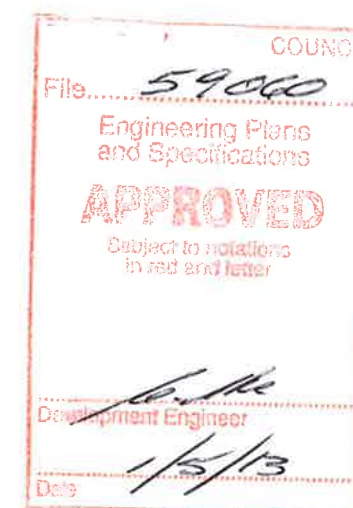 COUNC
File 59060
Engineering Plans
and Specifications
APPROVED
Subject to notations
in red and letter
Development Engineer
1/5/13
Date